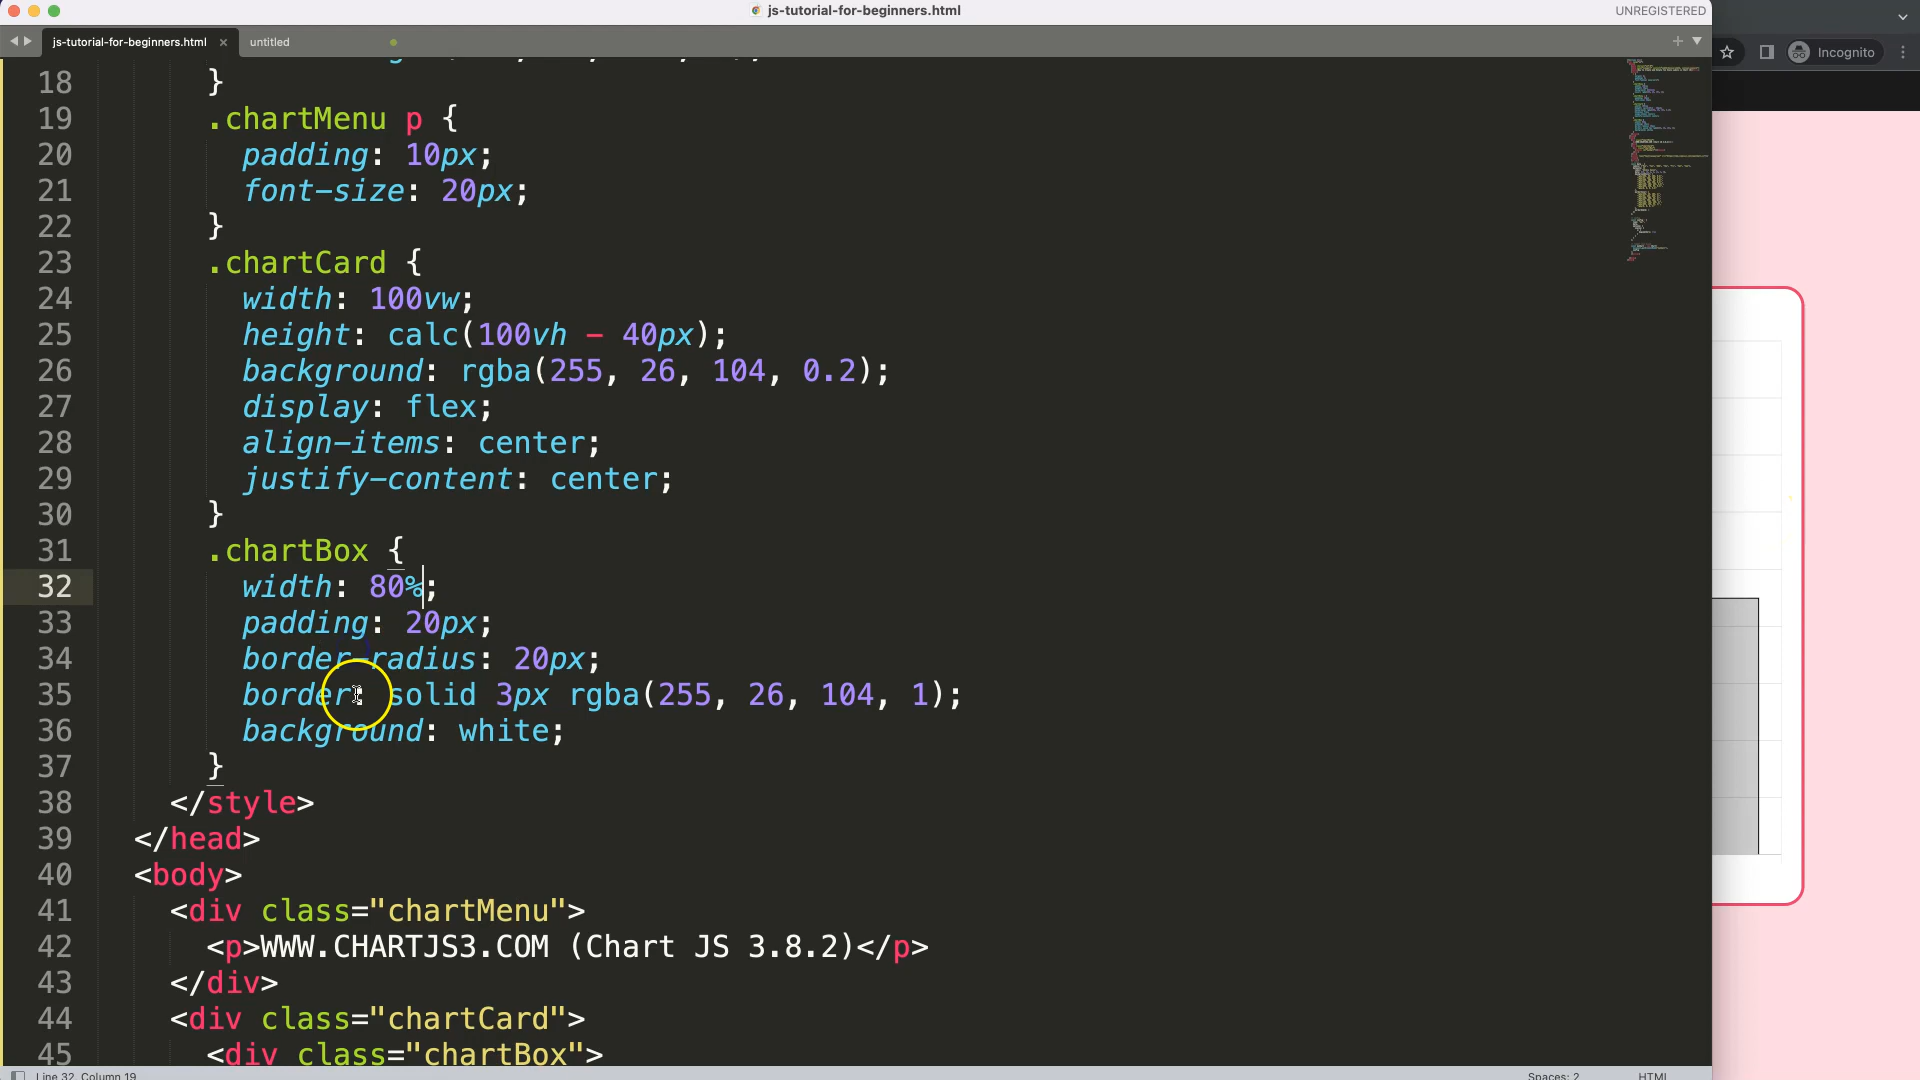 js-tutorial-for-beginners.html
UNREGISTERED
js-tutorial-for-beginners.html × untitled
Incognito
18 }
19 .chartMenu p {
20 padding: 10px;
21 font-size: 20px;
22 }
23 .chartCard {
24 width: 100vw;
25 height: calc(100vh - 40px);
26 background: rgba(255, 26, 104, 0.2);
27 display: flex;
28 align-items: center;
29 justify-content: center;
30 }
31 .chartBox {
32 width: 80%;
33 padding: 20px;
34 border-radius: 20px;
35 border: solid 3px rgba(255, 26, 104, 1);
36 background: white;
37 }
38 </style>
39 </head>
40 <body>
41 <div class="chartMenu">
42 <p>WWW.CHARTJS3.COM (Chart JS 3.8.2)</p>
43 </div>
44 <div class="chartCard">
45 <div class="chartBox">
Line 32, Column 19
Spaces: 2
HTML